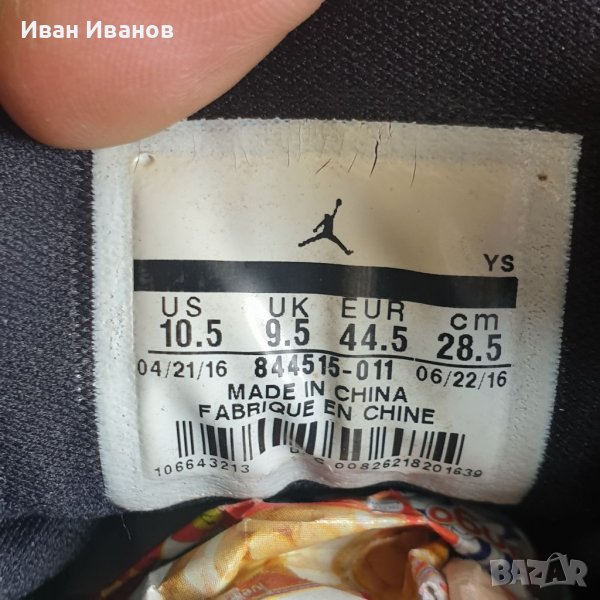 Иван Иванов
YS
US UK EUR cm
10.5 9.5 44.5 28.5
04/21/16 844515-011 06/22/16
MADE IN CHINA
FABRIQUE EN CHINE
106643213 00826218201639
BAZAR